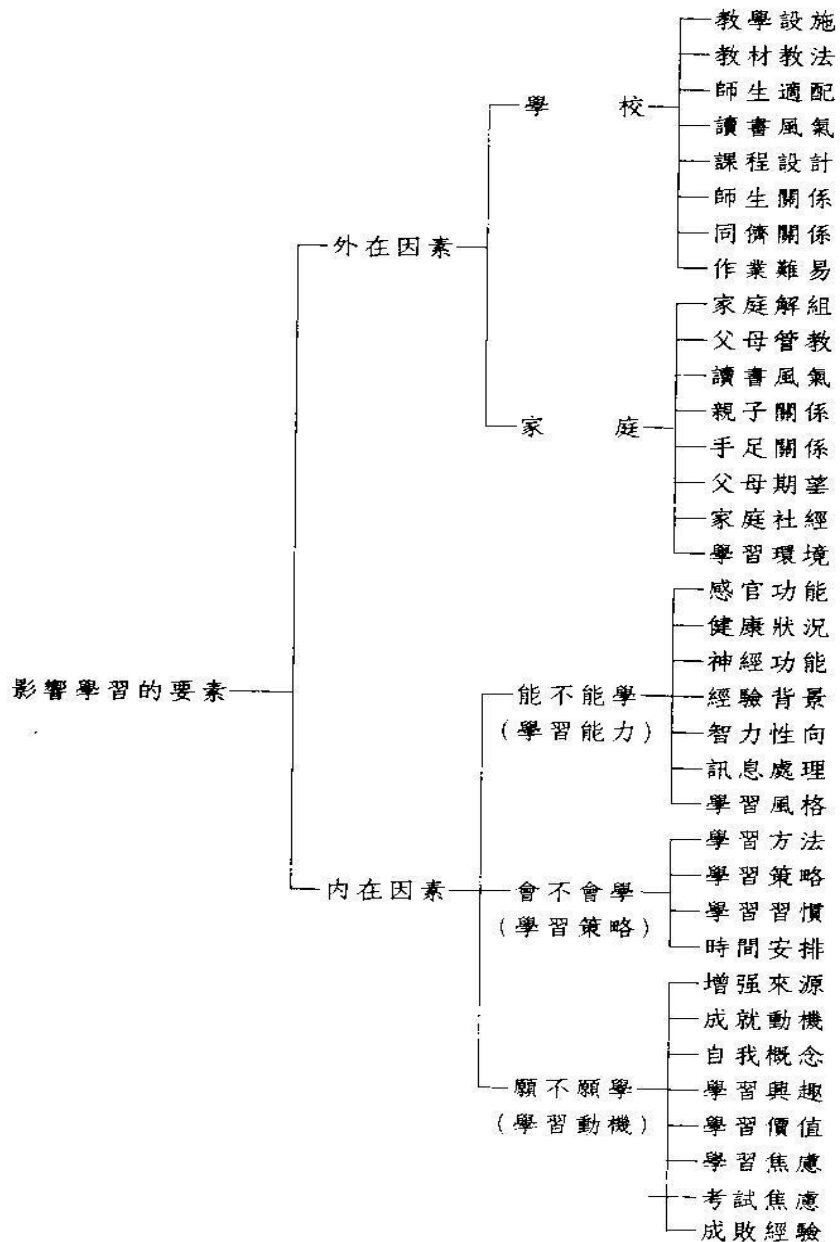 影響學習的要素
外在因素
學校
教學設施
教材教法
師生適配
讀書風氣
課程設計
師生關係
同儕關係
作業難易
家庭
家庭解組
父母管教
讀書風氣
親子關係
手足關係
父母期望
家庭社經
學習環境
內在因素
能不能學
(學習能力)
感官功能
健康狀況
神經功能
經驗背景
智力性向
訊息處理
學習風格
會不會學
(學習策略)
學習方法
學習策略
學習習慣
時間安排
願不願學
(學習動機)
增强來源
成就動機
自我概念
學習興趣
學習價值
學習焦慮
考試焦慮
成敗經驗